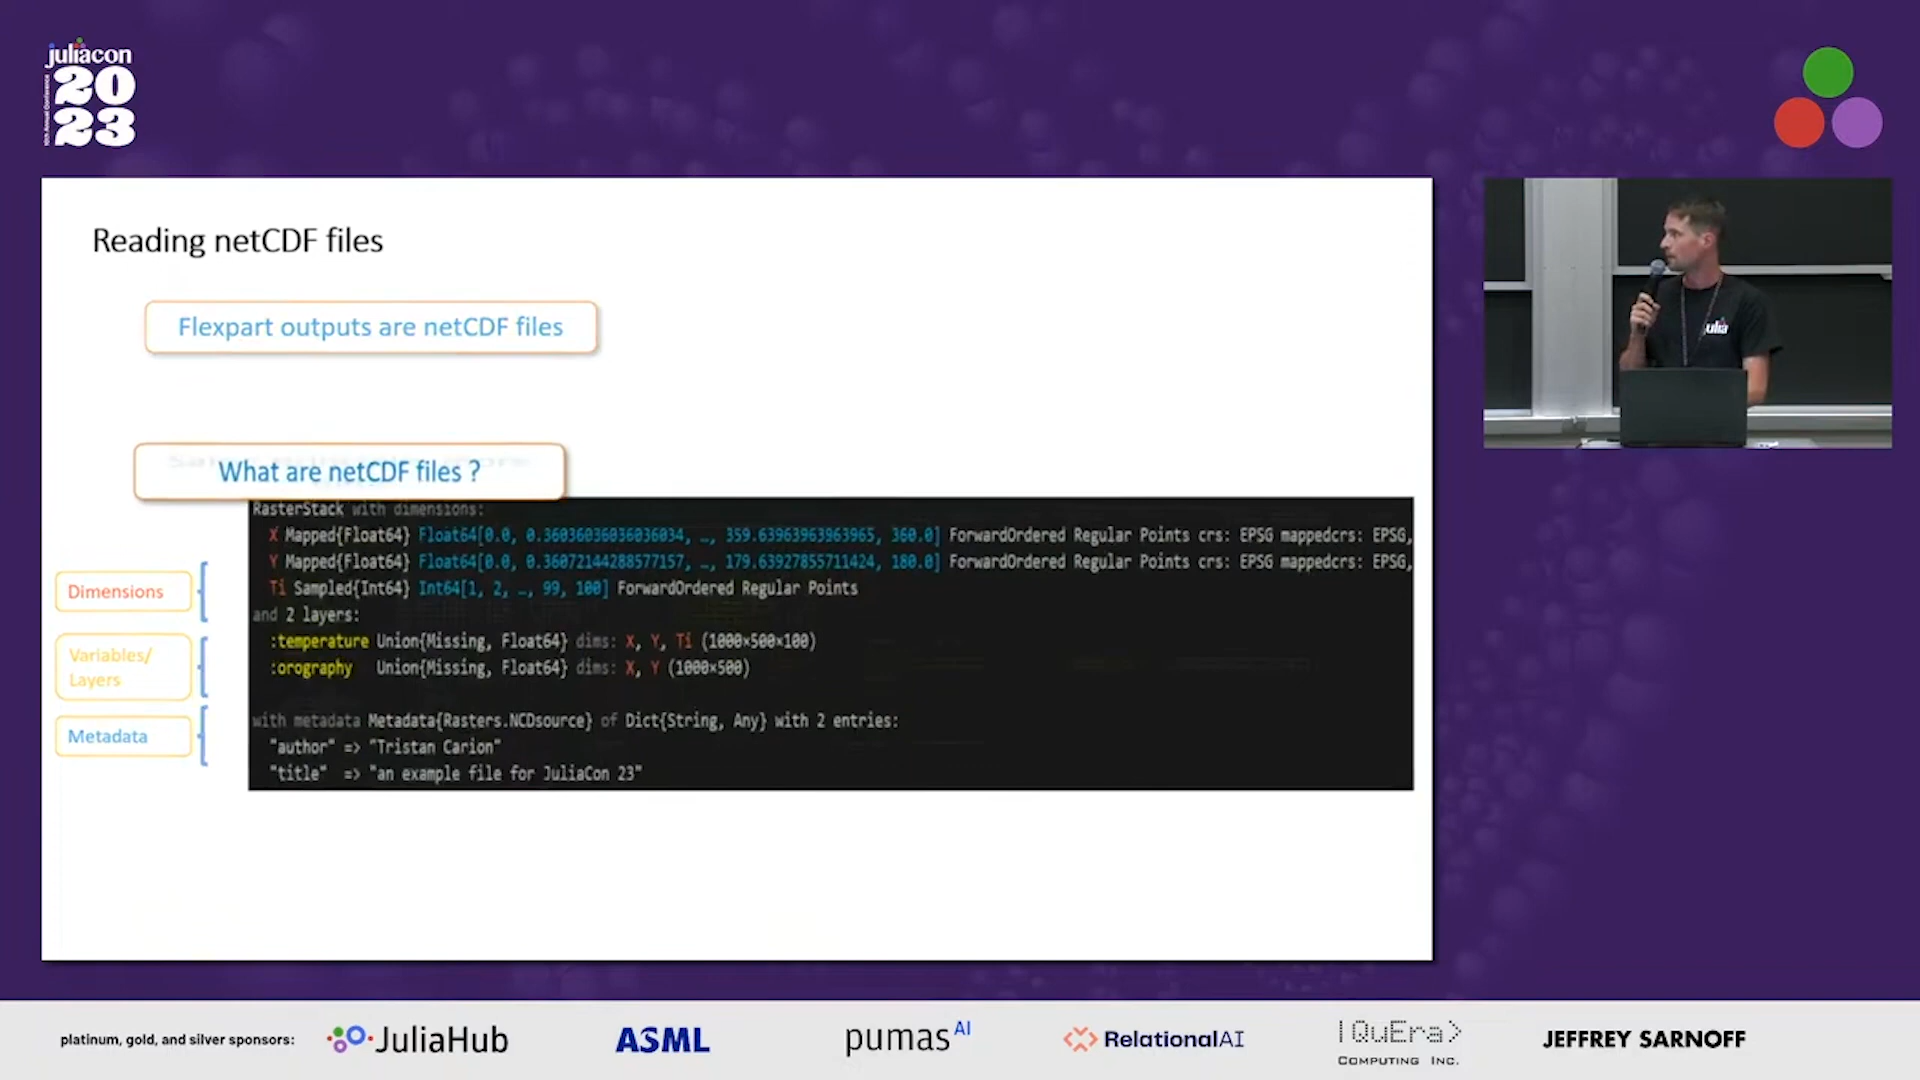 juliacon
20
23
10th Annual Conference
Reading netCDF files
Flexpart outputs are netCDF files
What are netCDF files ?
RasterStack with dimensions:
X Mapped{Float64} Float64[0.0, 0.36036036036036034, …, 359.63963963963965, 360.0] ForwardOrdered Regular Points crs: EPSG mappedcrs: EPSG,
Y Mapped{Float64} Float64[0.0, 0.36072144288577157, …, 179.63927855711424, 180.0] ForwardOrdered Regular Points crs: EPSG mappedcrs: EPSG,
Ti Sampled{Int64} Int64[1, 2, …, 99, 100] ForwardOrdered Regular Points
and 2 layers:
:temperature Union{Missing, Float64} dims: X, Y, Ti (1000×500×100)
:orography Union{Missing, Float64} dims: X, Y (1000×500)
with metadata Metadata{Rasters.NCDsource} of Dict{String, Any} with 2 entries:
"author" => "Tristan Carion"
"title" => "an example file for JuliaCon 23"
Dimensions
Variables/
Layers
Metadata
julia
platinum, gold, and silver sponsors:
JuliaHub
ASML
pumas AI
RelationalAI
|QuEra>
COMPUTING INC.
JEFFREY SARNOFF